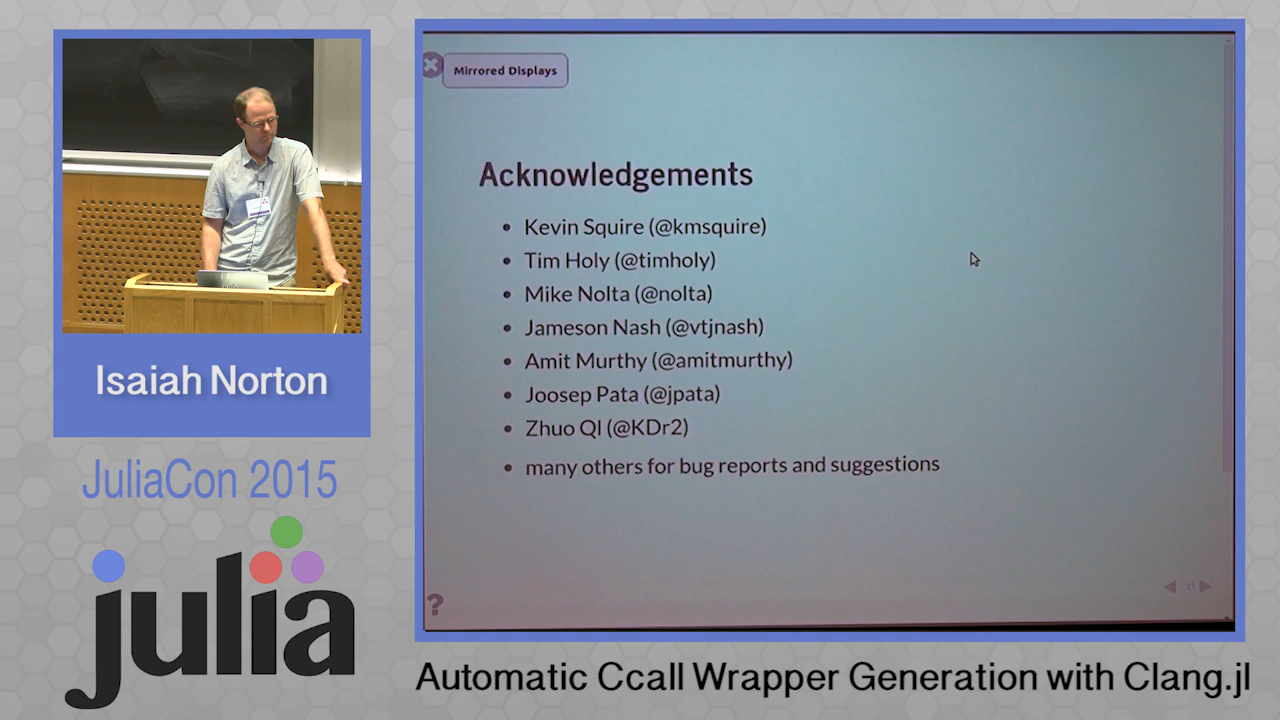 Isaiah Norton
JuliaCon 2015
julia
Mirrored Displays
Acknowledgements
• Kevin Squire (@kmsquire)
• Tim Holy (@timholy)
• Mike Nolta (@nolta)
• Jameson Nash (@vtjnash)
• Amit Murthy (@amitmurthy)
• Joosep Pata (@jpata)
• Zhuo QI (@KDr2)
• many others for bug reports and suggestions
15
?
Automatic Ccall Wrapper Generation with Clang.jl